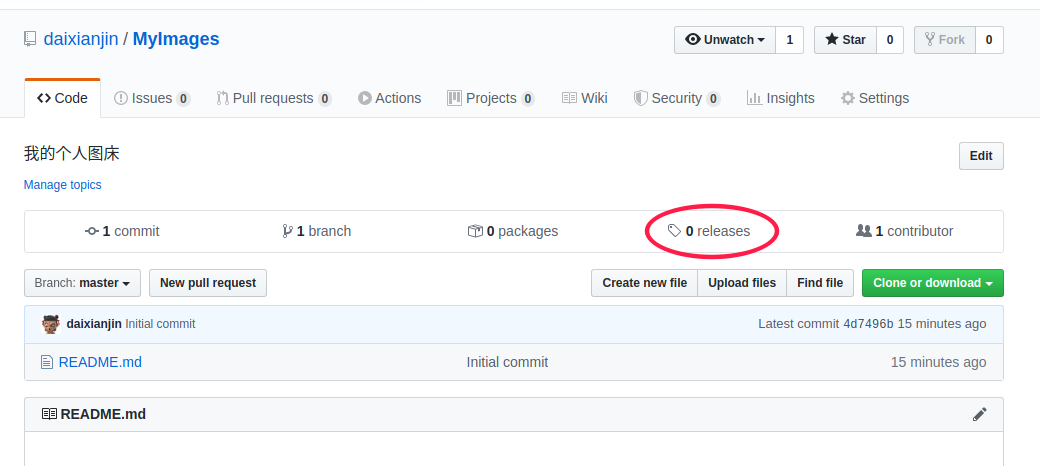 daixianjin / MyImages
Unwatch 1 Star 0 Fork 0
Code Issues 0 Pull requests 0 Actions Projects 0 Wiki Security 0 Insights Settings
我的个人图床
Edit
Manage topics
1 commit 1 branch 0 packages 0 releases 1 contributor
Branch: master New pull request Create new file Upload files Find file Clone or download
daixianjin Initial commit Latest commit 4d7496b 15 minutes ago
README.md Initial commit 15 minutes ago
README.md